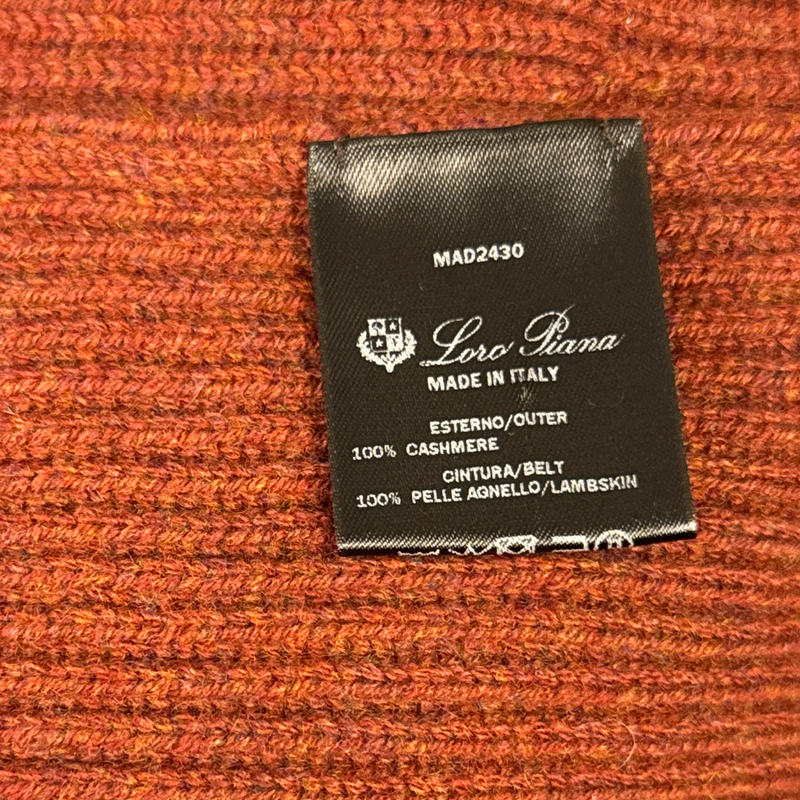 MAD2430
Loro Piana
MADE IN ITALY
ESTERNO/OUTER
100% CASHMERE
CINTURA/BELT
100% PELLE AGNELLO/LAMBSKIN